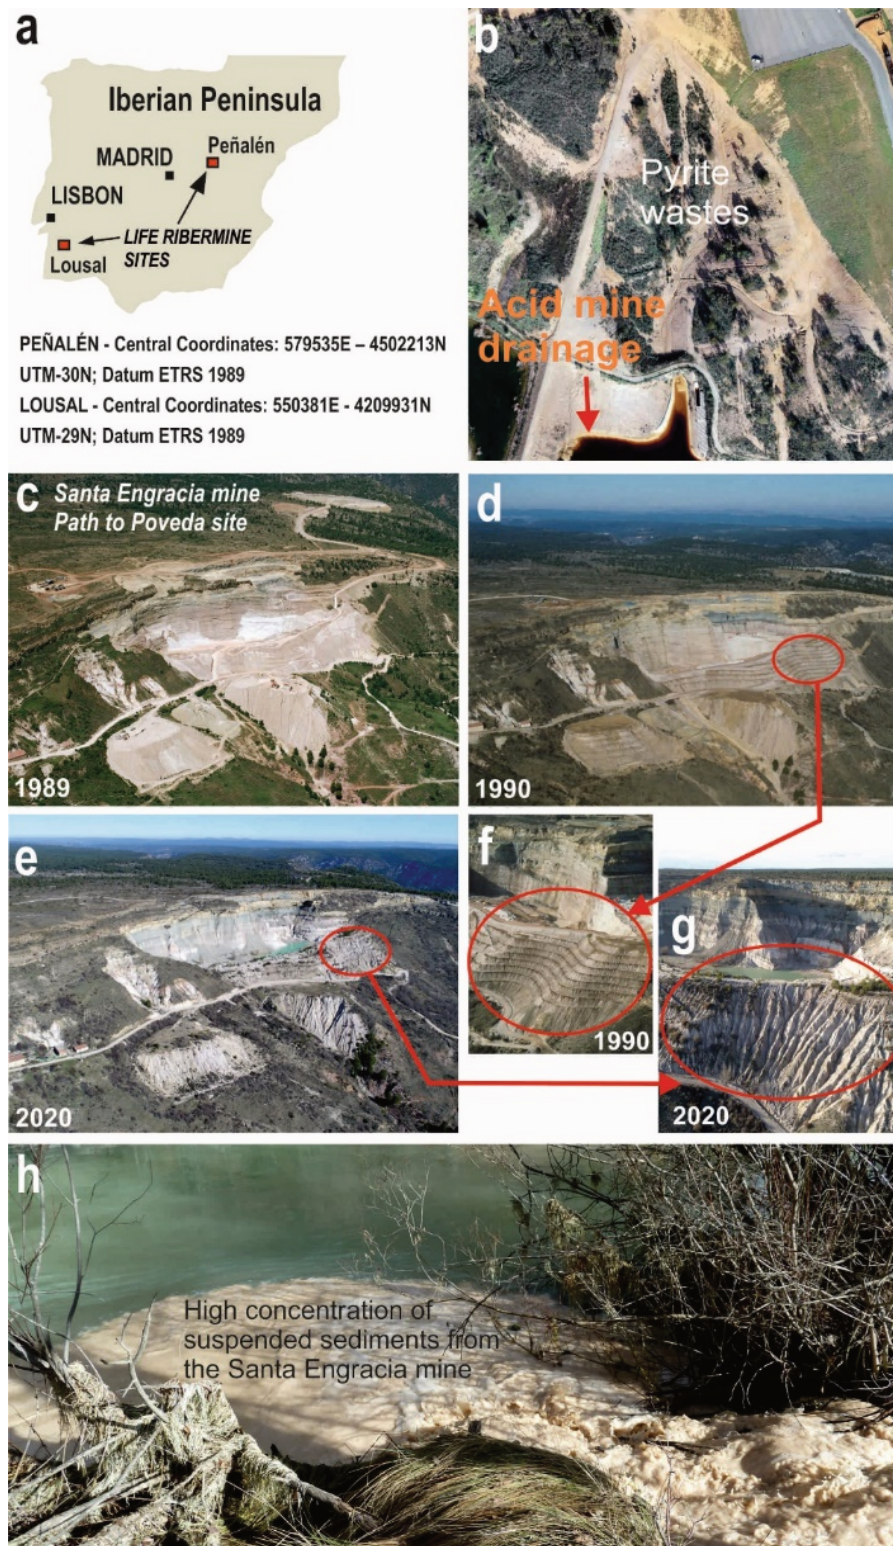 a
Iberian Peninsula
Peñalén
MADRID
LISBON
LIFE RIBERMINE
SITES
Lousal
PEÑALÉN - Central Coordinates: 579535E – 4502213N
UTM-30N; Datum ETRS 1989
LOUSAL - Central Coordinates: 550381E - 4209931N
UTM-29N; Datum ETRS 1989
b
Pyrite
wastes
Acid mine
drainage
c
Santa Engracia mine
Path to Poveda site
1989
d
1990
e
2020
f
1990
g
2020
h
High concentration of
suspended sediments from
the Santa Engracia mine